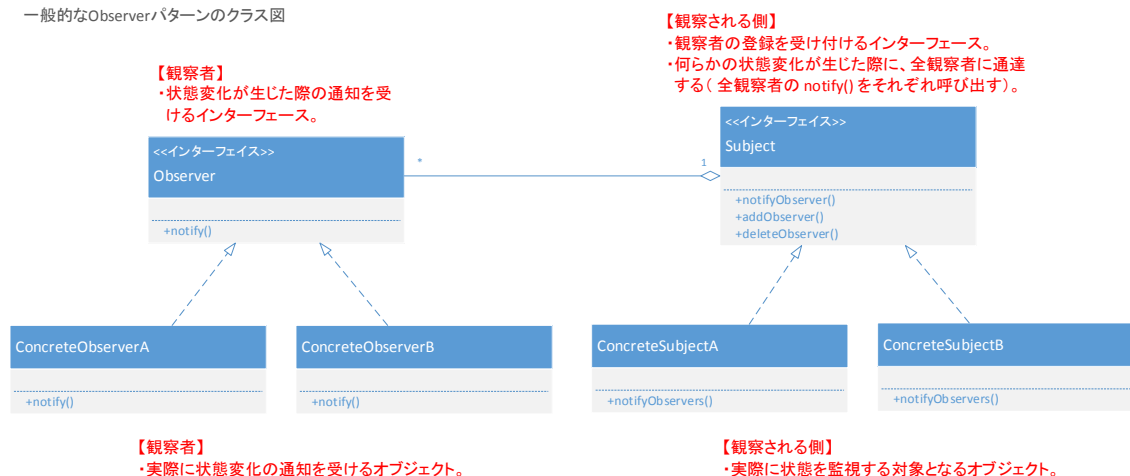 一般的なObserverパターンのクラス図
【観察される側】
・観察者の登録を受け付けるインターフェース。
・何らかの状態変化が生じた際に、全観察者に通達
する( 全観察者の notify() をそれぞれ呼び出す)。
【観察者】
・状態変化が生じた際の通知を受
けるインターフェース。
<<インターフェイス>>
Observer
+notify()
*
1
<<インターフェイス>>
Subject
+notifyObserver()
+addObserver()
+deleteObserver()
ConcreteObserverA
+notify()
ConcreteObserverB
+notify()
ConcreteSubjectA
+notifyObservers()
ConcreteSubjectB
+notifyObservers()
【観察者】
・実際に状態変化の通知を受けるオブジェクト。
【観察される側】
・実際に状態を監視する対象となるオブジェクト。